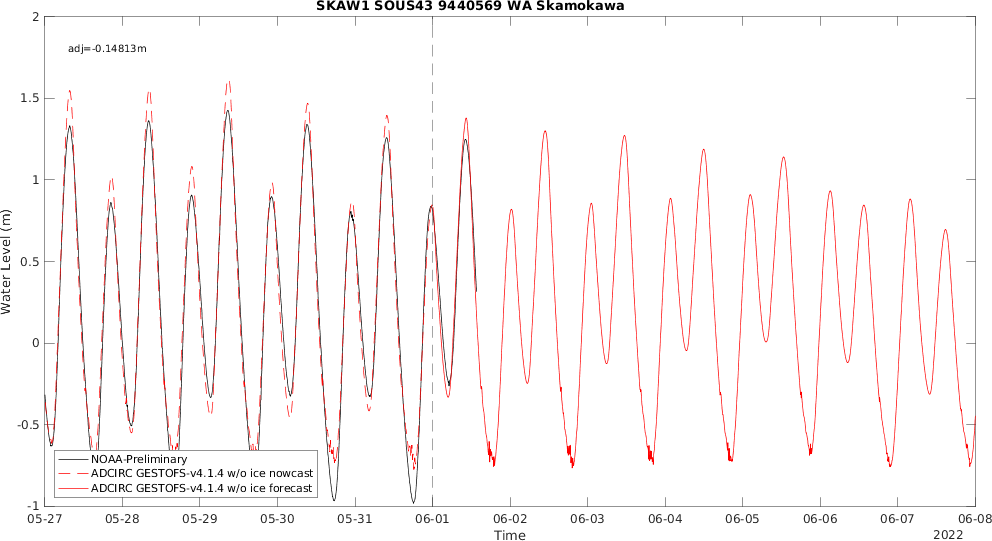 SKAW1 SOUS43 9440569 WA Skamokawa
adj=-0.14813m
Water Level (m)
2
1.5
1
0.5
0
-0.5
-1
NOAA-Preliminary
ADCIRC GESTOFS-v4.1.4 w/o ice nowcast
ADCIRC GESTOFS-v4.1.4 w/o ice forecast
05-27 05-28 05-29 05-30 05-31 06-01 06-02 06-03 06-04 06-05 06-06 06-07 06-08
Time
2022